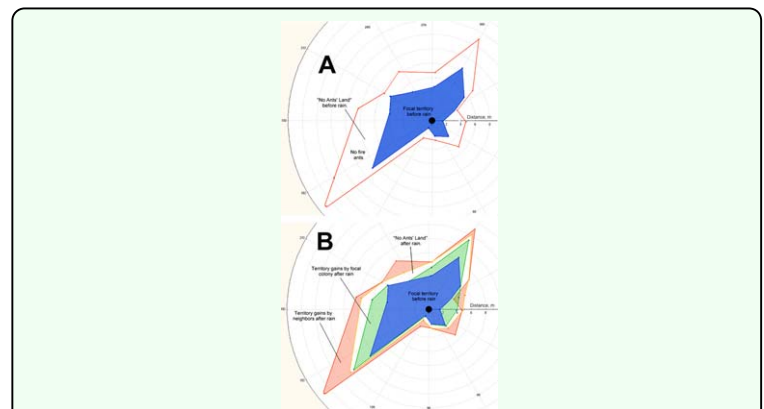 A
"No Ants' Land"
before rain.
Focal territory
before rain
Distance, m
No fire
ants
B
"No Ants' Land"
after rain.
Territory gains by focal
colony after rain
Focal territory
before rain
Distance, m
Territory gains by
neighbors after rain